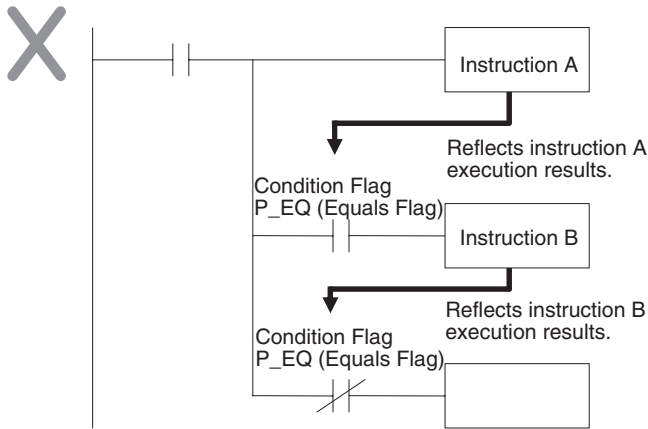 Instruction A
Reflects instruction A
execution results.
Condition Flag
P_EQ (Equals Flag)
Instruction B
Reflects instruction B
execution results.
Condition Flag
P_EQ (Equals Flag)